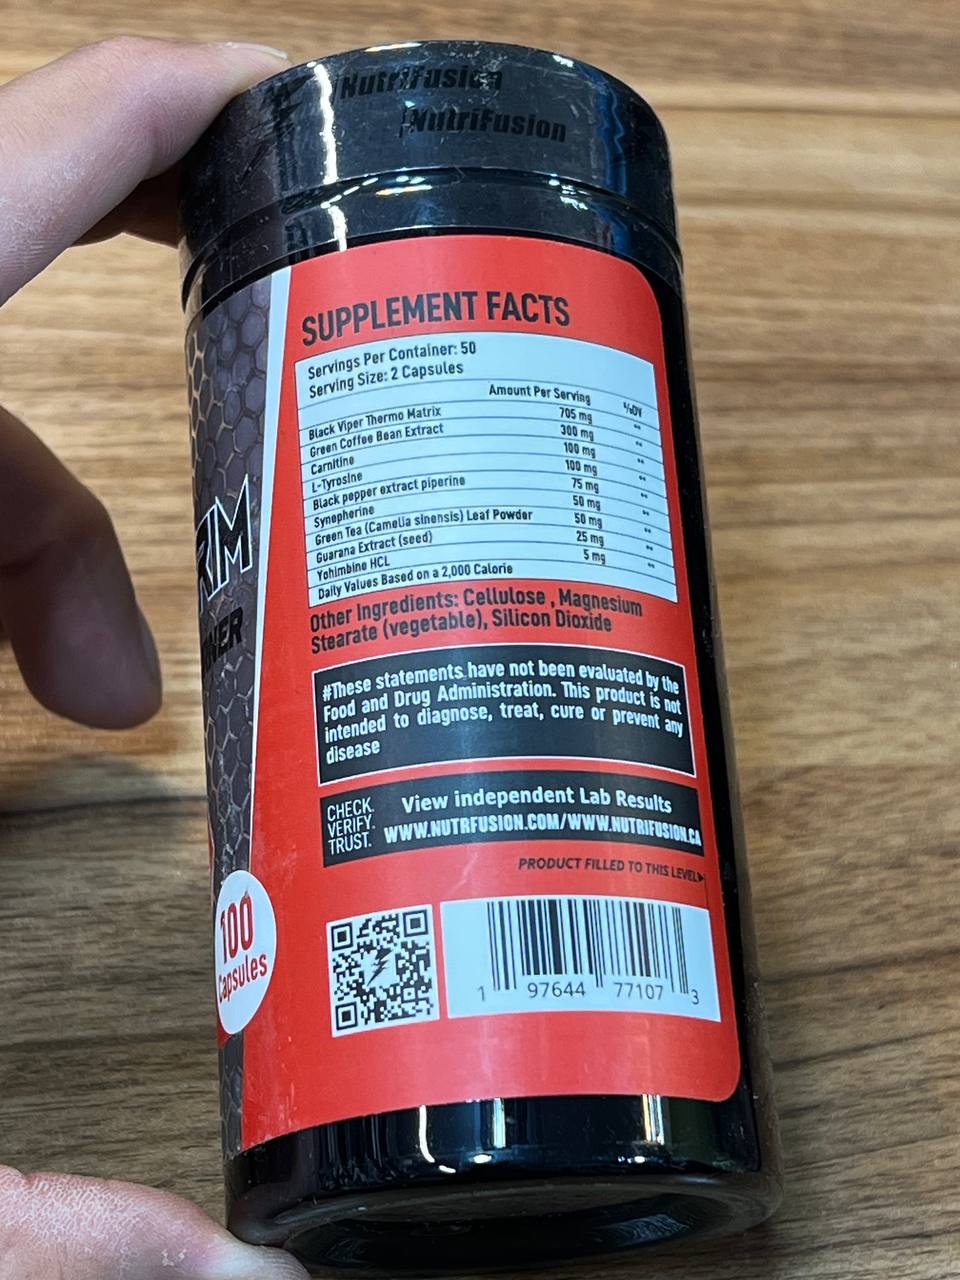 NutriFusion
NutriFusion
SUPPLEMENT FACTS
Servings Per Container: 50
Serving Size: 2 Capsules
Amount Per Serving %DV
Black Viper Thermo Matrix 705 mg **
Green Coffee Bean Extract 300 mg **
Carnitine 100 mg **
L-Tyrosine 100 mg **
Black pepper extract piperine 75 mg **
Synepherine 50 mg **
Green Tea (Camelia sinensis) Leaf Powder 50 mg **
Guarana Extract (seed) 25 mg **
Yohimbine HCL 5 mg **
Daily Values Based on a 2,000 Calorie
Other Ingredients: Cellulose , Magnesium
Stearate (vegetable), Silicon Dioxide
#These statements have not been evaluated by the
Food and Drug Administration. This product is not
intended to diagnose, treat, cure or prevent any
disease
CHECK.
VERIFY.
TRUST.
View independent Lab Results
WWW.NUTRFUSION.COM/WWW.NUTRIFUSION.CA
PRODUCT FILLED TO THIS LEVEL
100
Capsules
1 97644 77107 3